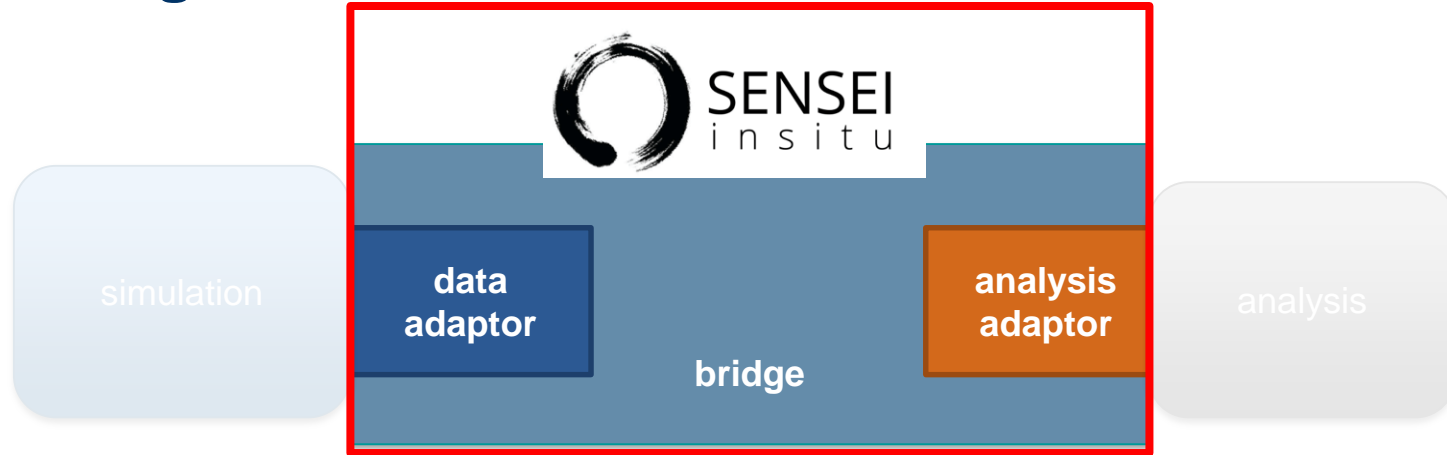 SENSEI
insitu
simulation
data
adaptor
bridge
analysis
adaptor
analysis